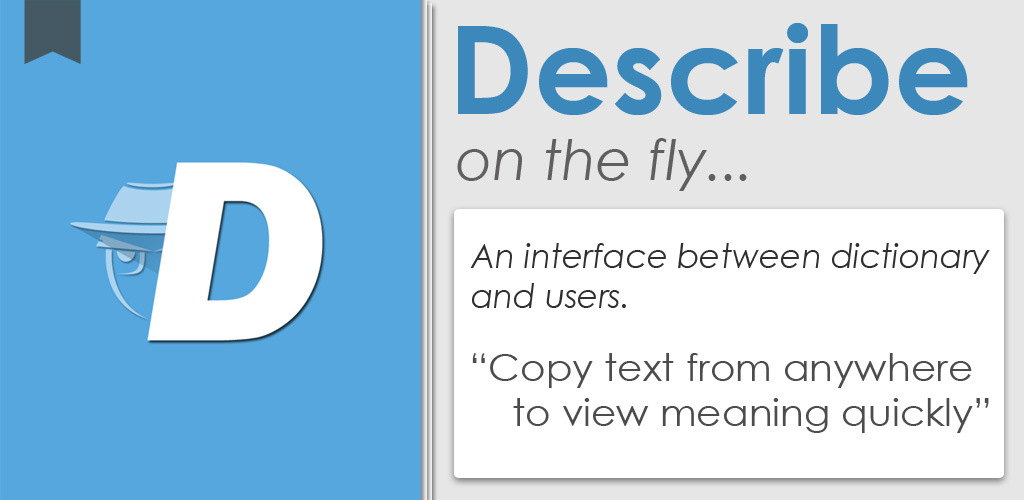 D
Describe
on the fly...
An interface between dictionary
and users.
“Copy text from anywhere
to view meaning quickly”